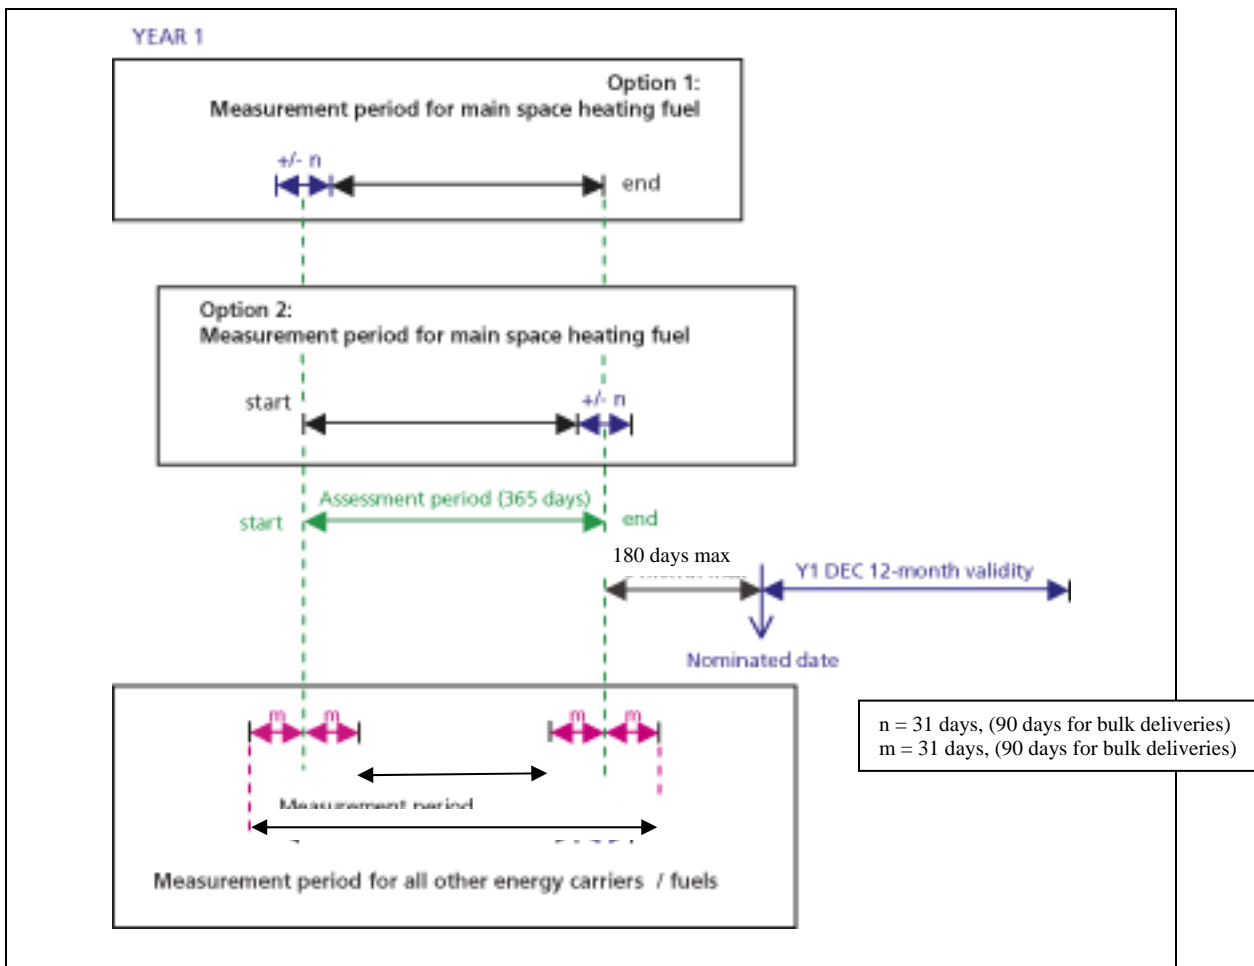 YEAR 1
Option 1:
Measurement period for main space heating fuel
+/- n
end
Option 2:
Measurement period for main space heating fuel
start
+/- n
Assessment period (365 days)
start
end
180 days max
Y1 DEC 12-month validity
Nominated date
m
m
m
m
n = 31 days, (90 days for bulk deliveries)
m = 31 days, (90 days for bulk deliveries)
Measurement period
Measurement period for all other energy carriers / fuels